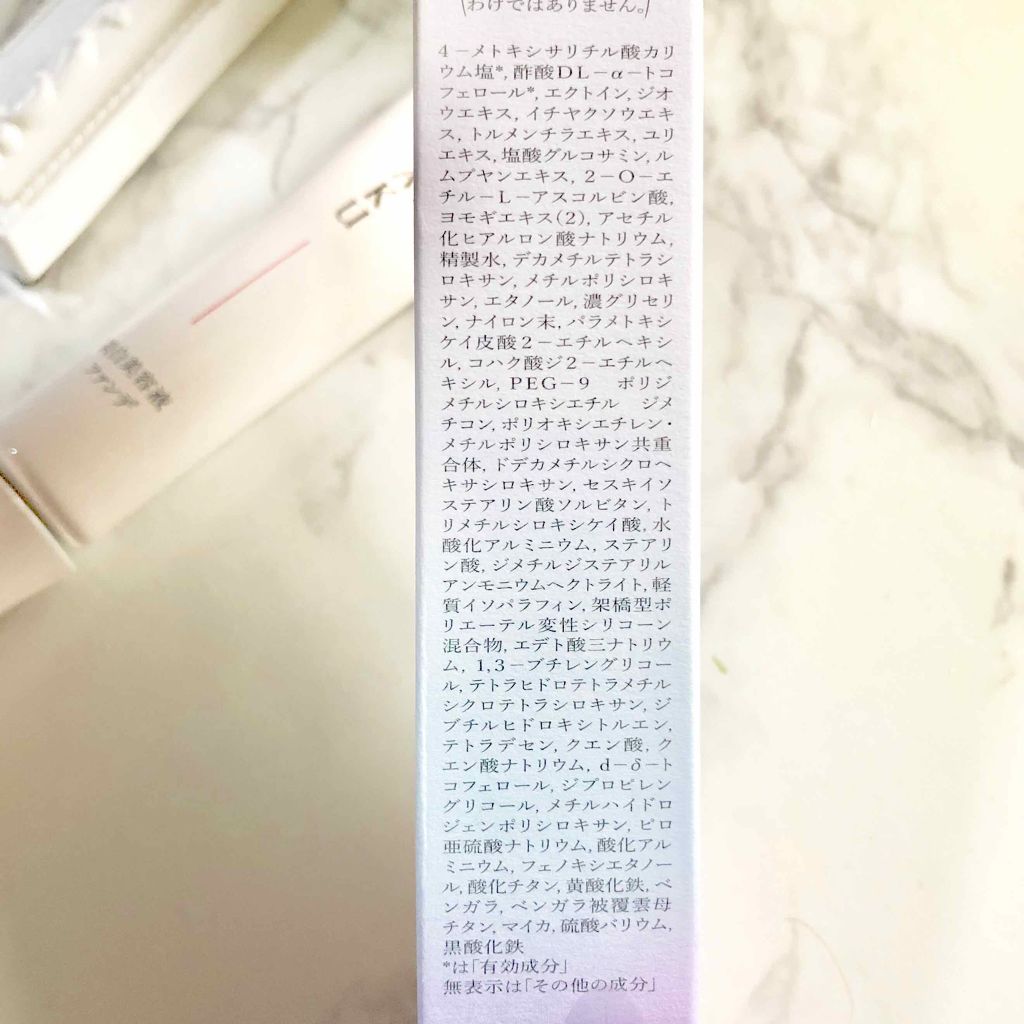 わけではありません。
4－メトキシサリチル酸カリ
ウム塩*, 酢酸DL－α－トコ
フェロール*, エクトイン, ジオ
ウエキス, イチヤクソウエキ
ス, トルメンチラエキス, ユリ
エキス, 塩酸グルコサミン, ル
ムプヤンエキス, 2－O－エ
チル－L－アスコルビン酸,
ヨモギエキス(2), アセチル
化ヒアルロン酸ナトリウム,
精製水, デカメチルテトラシ
ロキサン, メチルポリシロキ
サン, エタノール, 濃グリセリ
ン, ナイロン末, パラメトキシ
ケイ皮酸2－エチルヘキシ
ル, コハク酸ジ2－エチルヘ
キシル, PEG－9　ポリジ
メチルシロキシエチル　ジメ
チコン, ポリオキシエチレン・
メチルポリシロキサン共重
合体, ドデカメチルシクロヘ
キサシロキサン, セスキイソ
ステアリン酸ソルビタン, ト
リメチルシロキシケイ酸, 水
酸化アルミニウム, ステアリ
ン酸, ジメチルジステアリル
アンモニウムヘクトライト, 軽
質イソパラフィン, 架橋型ポ
リエーテル変性シリコーン
混合物, エデト酸三ナトリウ
ム, 1,3－ブチレングリコー
ル, テトラヒドロテトラメチル
シクロテトラシロキサン, ジ
ブチルヒドロキシトルエン,
テトラデセン, クエン酸, ク
エン酸ナトリウム, d－δ－ト
コフェロール, ジプロピレン
グリコール, メチルハイドロ
ジェンポリシロキサン, ピロ
亜硫酸ナトリウム, 酸化アル
ミニウム, フェノキシエタノー
ル, 酸化チタン, 黄酸化鉄, ベ
ンガラ, ベンガラ被覆雲母
チタン, マイカ, 硫酸バリウム,
黒酸化鉄
*は「有効成分」
無表示は「その他の成分」
美容液
ファンデ